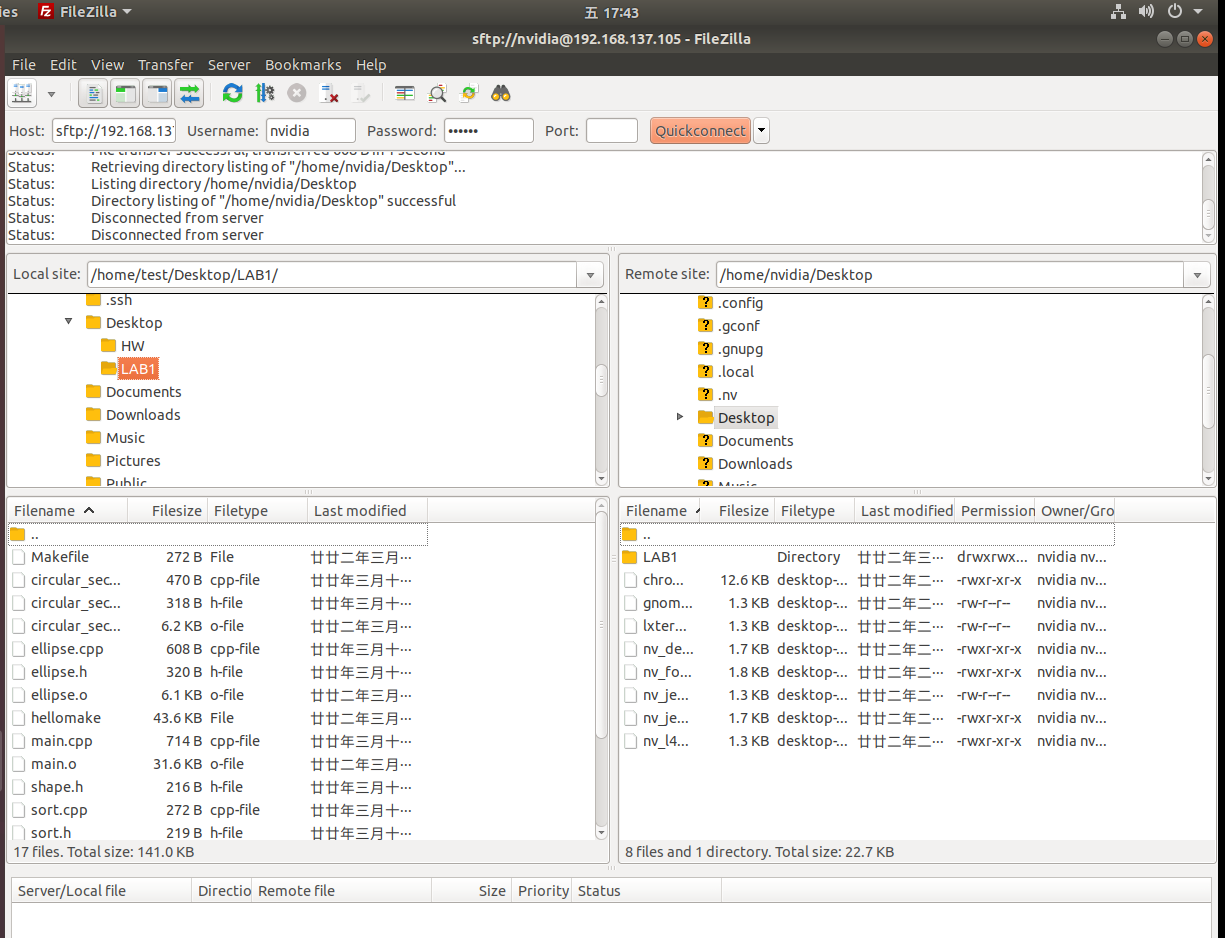 ies FileZilla 五 17:43
sftp://nvidia@192.168.137.105 - FileZilla
File Edit View Transfer Server Bookmarks Help
Host: sftp://192.168.137 Username: nvidia Password: •••••• Port: Quickconnect
Status: File transfer successful, transferred 608 B in 1 second
Status: Retrieving directory listing of "/home/nvidia/Desktop"...
Status: Listing directory /home/nvidia/Desktop
Status: Directory listing of "/home/nvidia/Desktop" successful
Status: Disconnected from server
Status: Disconnected from server
Local site: /home/test/Desktop/LAB1/
.ssh
Desktop
HW
LAB1
Documents
Downloads
Music
Pictures
Public
Filename Filesize Filetype Last modified
..
Makefile 272 B File 廿廿二年三月…
circular_sec... 470 B cpp-file 廿廿年三月十…
circular_sec... 318 B h-file 廿廿年三月十…
circular_sec... 6.2 KB o-file 廿廿二年三月…
ellipse.cpp 608 B cpp-file 廿廿年三月十…
ellipse.h 320 B h-file 廿廿年三月十…
ellipse.o 6.1 KB o-file 廿廿二年三月…
hellomake 43.6 KB File 廿廿二年三月…
main.cpp 714 B cpp-file 廿廿年三月十…
main.o 31.6 KB o-file 廿廿二年三月…
shape.h 216 B h-file 廿廿年三月十…
sort.cpp 272 B cpp-file 廿廿年三月十…
sort.h 219 B h-file 廿廿年三月十…
17 files. Total size: 141.0 KB
Remote site: /home/nvidia/Desktop
? .config
? .gconf
? .gnupg
? .local
? .nv
Desktop
? Documents
? Downloads
? Music
Filename Filesize Filetype Last modified Permission Owner/Gro
..
LAB1 Directory 廿廿二年三… drwxrwx... nvidia nv...
chro... 12.6 KB desktop-... 廿廿二年二… -rwxr-xr-x nvidia nv...
gnom... 1.3 KB desktop-... 廿廿二年二… -rw-r--r-- nvidia nv...
lxter... 1.3 KB desktop-... 廿廿二年二… -rw-r--r-- nvidia nv...
nv_de... 1.7 KB desktop-... 廿廿二年二… -rwxr-xr-x nvidia nv...
nv_fo... 1.8 KB desktop-... 廿廿二年二… -rwxr-xr-x nvidia nv...
nv_je... 1.3 KB desktop-... 廿廿二年二… -rw-r--r-- nvidia nv...
nv_je... 1.7 KB desktop-... 廿廿二年二… -rwxr-xr-x nvidia nv...
nv_l4... 1.3 KB desktop-... 廿廿二年二… -rwxr-xr-x nvidia nv...
8 files and 1 directory. Total size: 22.7 KB
Server/Local file Directio Remote file Size Priority Status